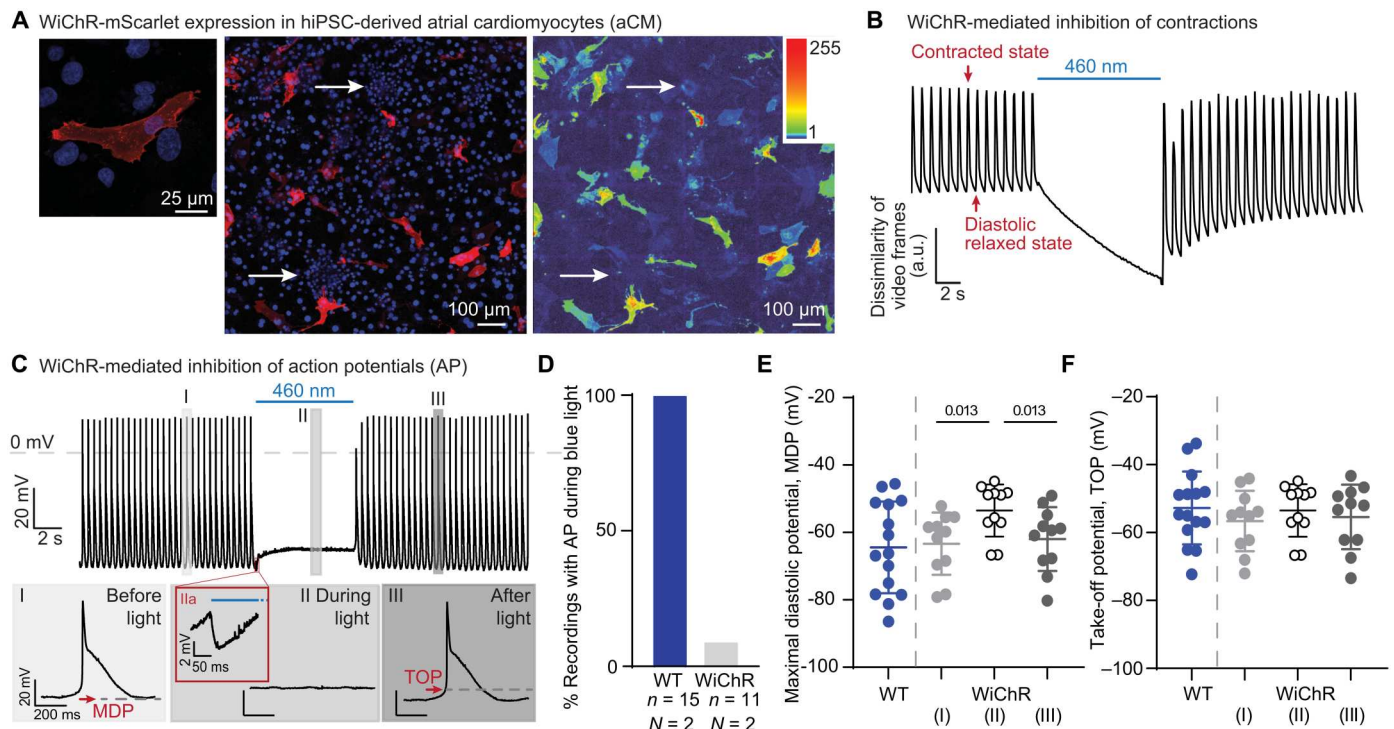 A WiChR-mScarlet expression in hiPSC-derived atrial cardiomyocytes (aCM)
25 µm
100 µm
255
1
100 µm
B WiChR-mediated inhibition of contractions
Contracted state
460 nm
Diastolic
relaxed state
Dissimilarity of
video frames
(a.u.)
2 s
C WiChR-mediated inhibition of action potentials (AP)
460 nm
I
II
III
0 mV
20 mV
2 s
I
Before
light
20 mV
200 ms
MDP
IIa
2 mV
50 ms
II During
light
III
After
light
TOP
D
% Recordings with AP during blue light
100
50
0
WT
WiChR
n = 15
n = 11
N = 2
N = 2
E
Maximal diastolic potential, MDP (mV)
-20
-40
-60
-80
-100
0.013
0.013
WT
WiChR
(I)
(II)
(III)
F
Take-off potential, TOP (mV)
–20
–40
–60
–80
–100
WT
WiChR
(I)
(II)
(III)